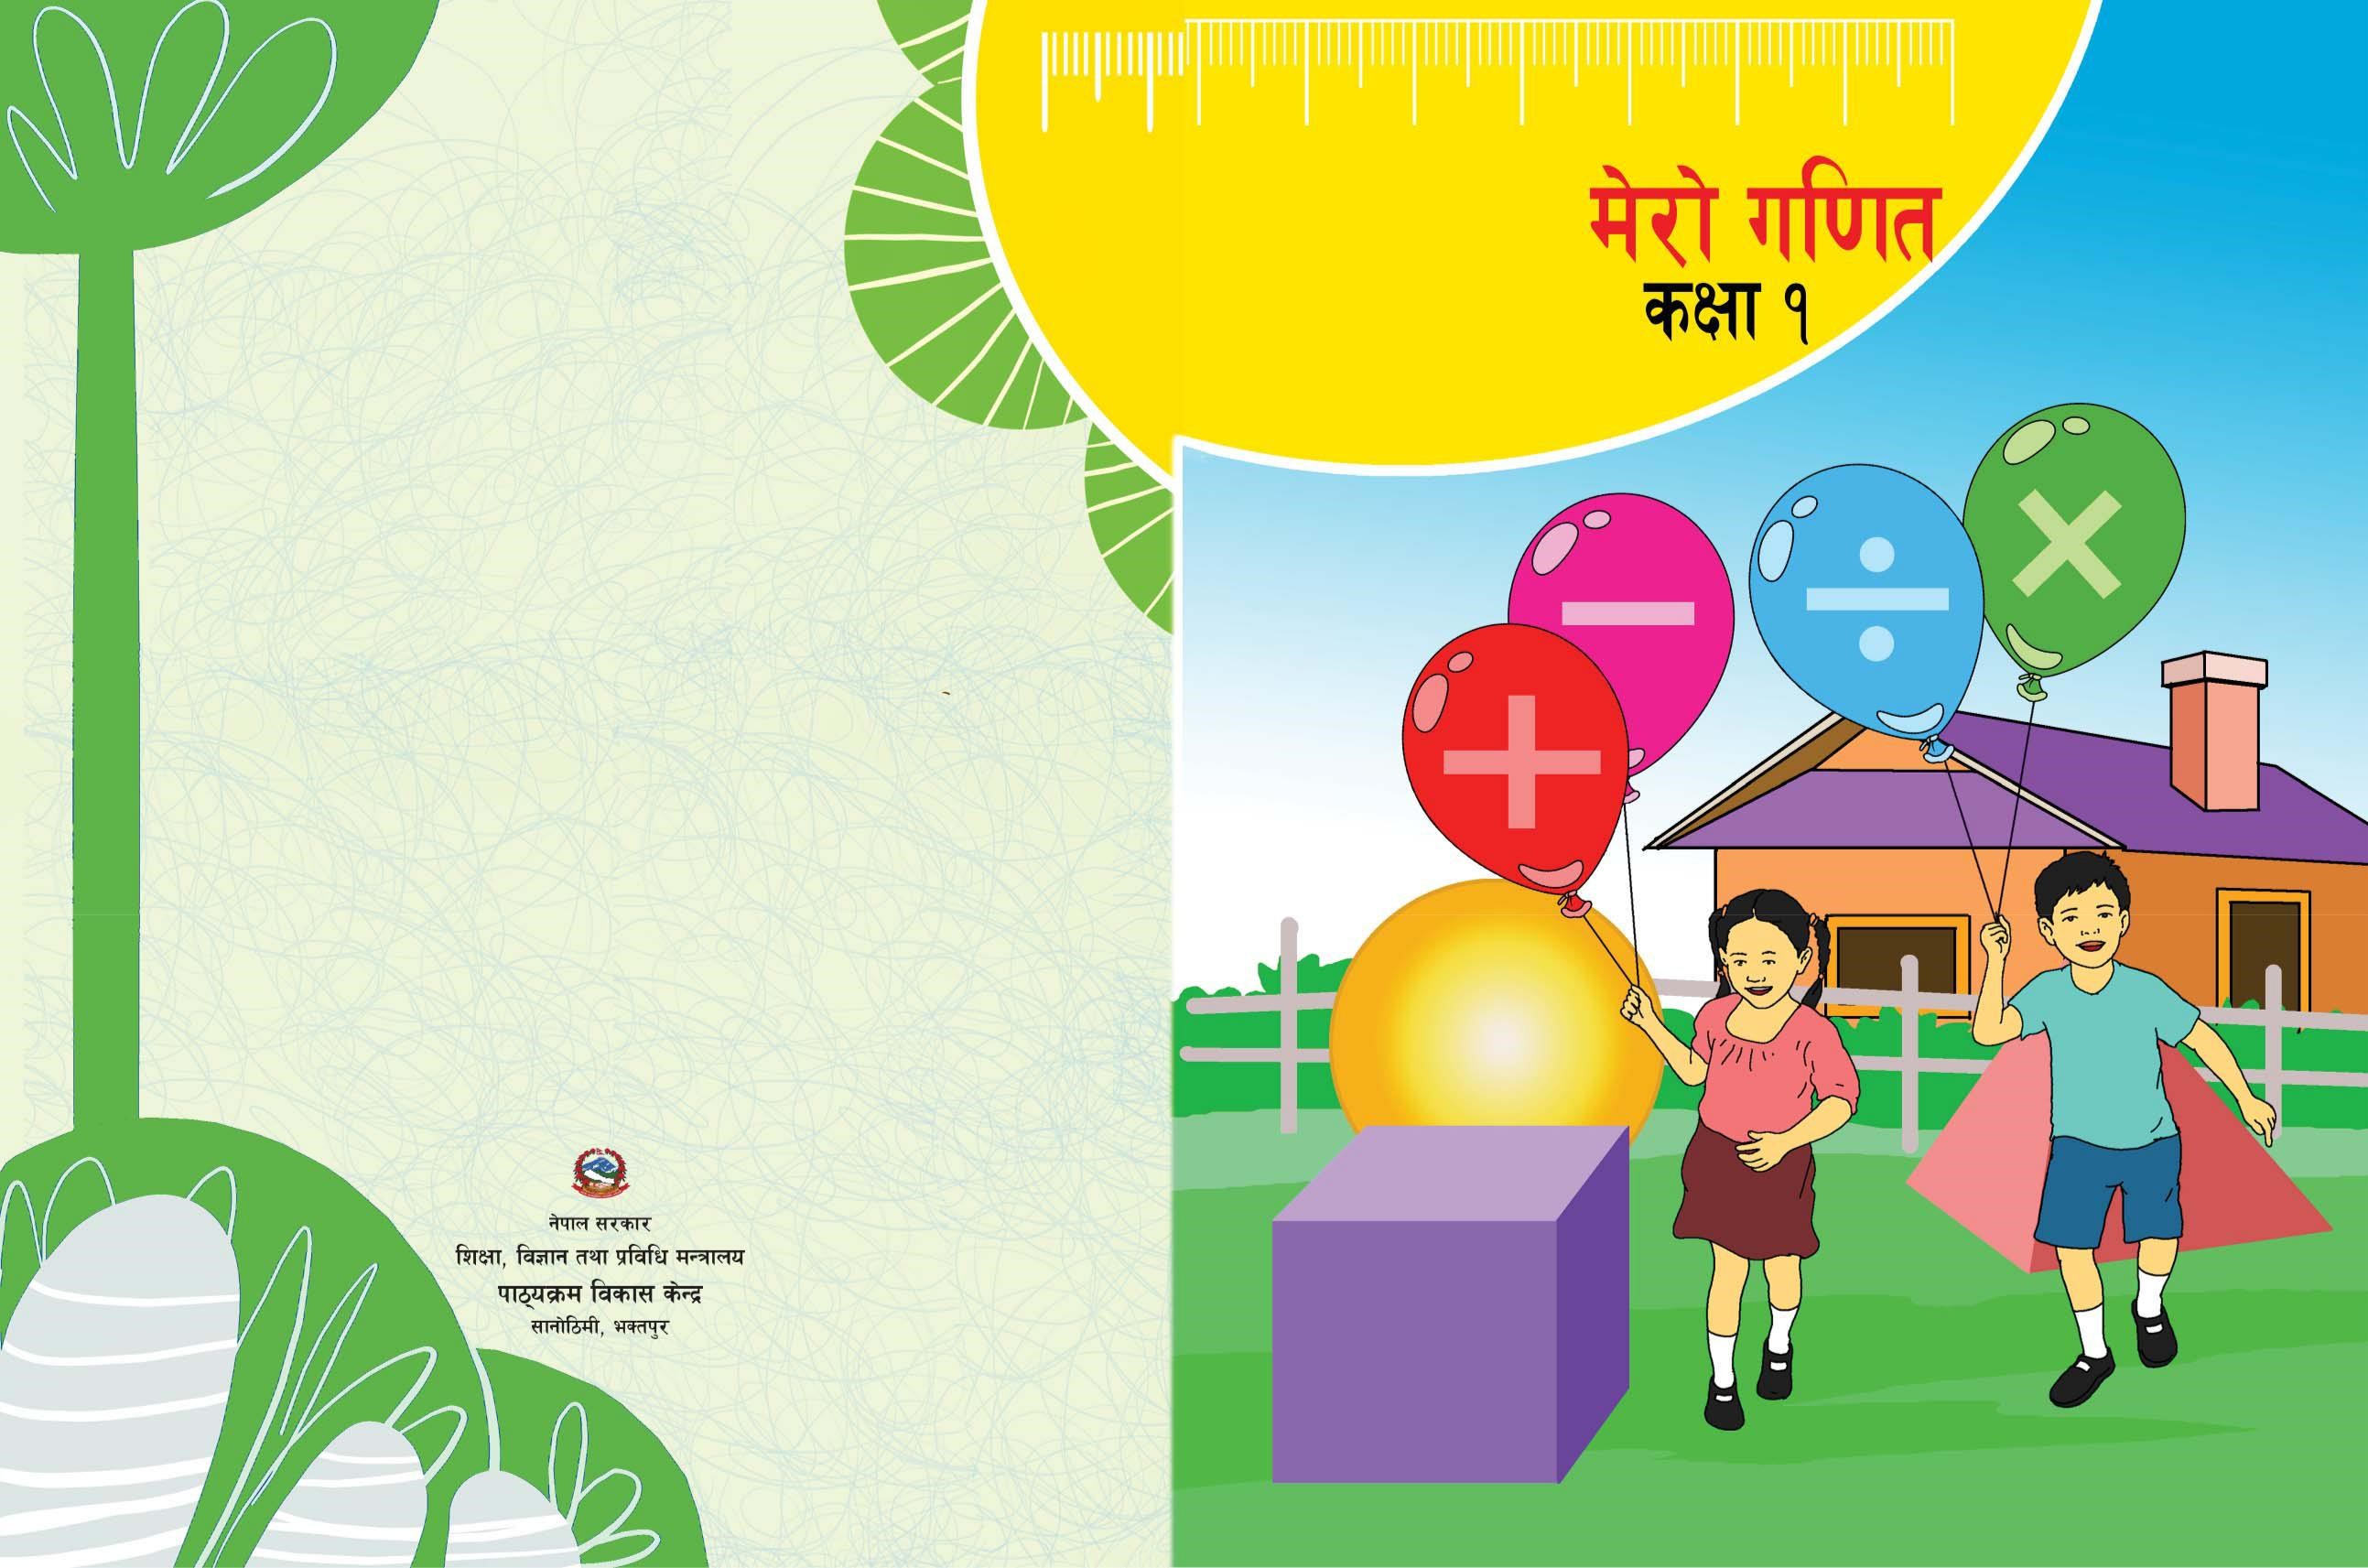 मेरो गणित
कक्षा १
+
−
÷
×
नेपाल सरकार
शिक्षा, विज्ञान तथा प्रविधि मन्त्रालय
पाठ्यक्रम विकास केन्द्र
सानोठिमी, भक्तपुर